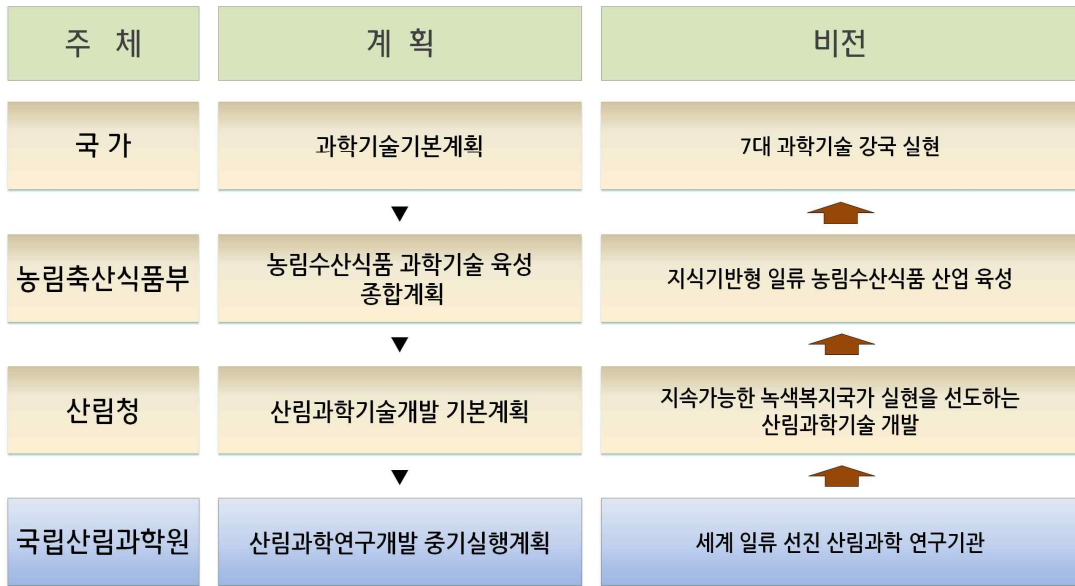 주 체
계 획
비전
국 가
과학기술기본계획
7대 과학기술 강국 실현
▼
농림축산식품부
농림수산식품 과학기술 육성
종합계획
지식기반형 일류 농림수산식품 산업 육성
▼
산림청
산림과학기술개발 기본계획
지속가능한 녹색복지국가 실현을 선도하는
산림과학기술 개발
▼
국립산림과학원
산림과학연구개발 중기실행계획
세계 일류 선진 산림과학 연구기관